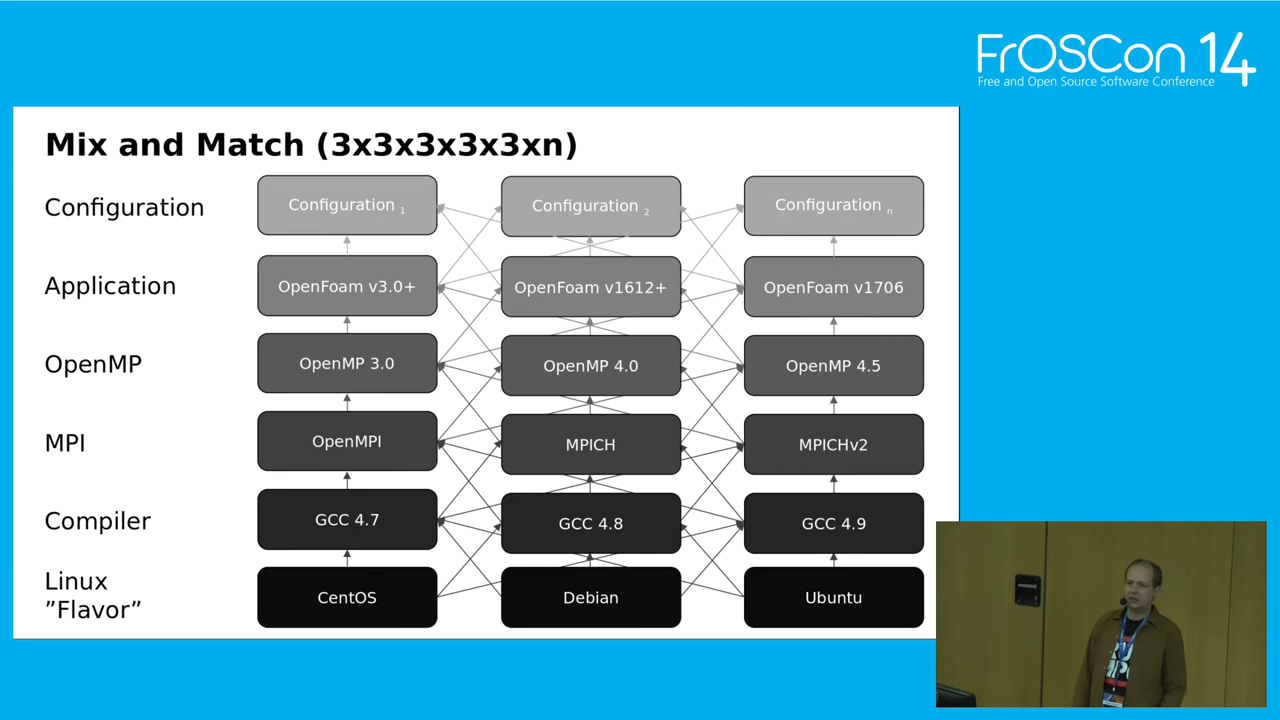 FrOSCon 14
Free and Open Source Software Conference
Mix and Match (3x3x3x3x3xn)
Configuration
Configuration 1
Configuration 2
Configuration n
Application
OpenFoam v3.0+
OpenFoam v1612+
OpenFoam v1706
OpenMP
OpenMP 3.0
OpenMP 4.0
OpenMP 4.5
MPI
OpenMPI
MPICH
MPICHv2
Compiler
GCC 4.7
GCC 4.8
GCC 4.9
Linux
”Flavor”
CentOS
Debian
Ubuntu